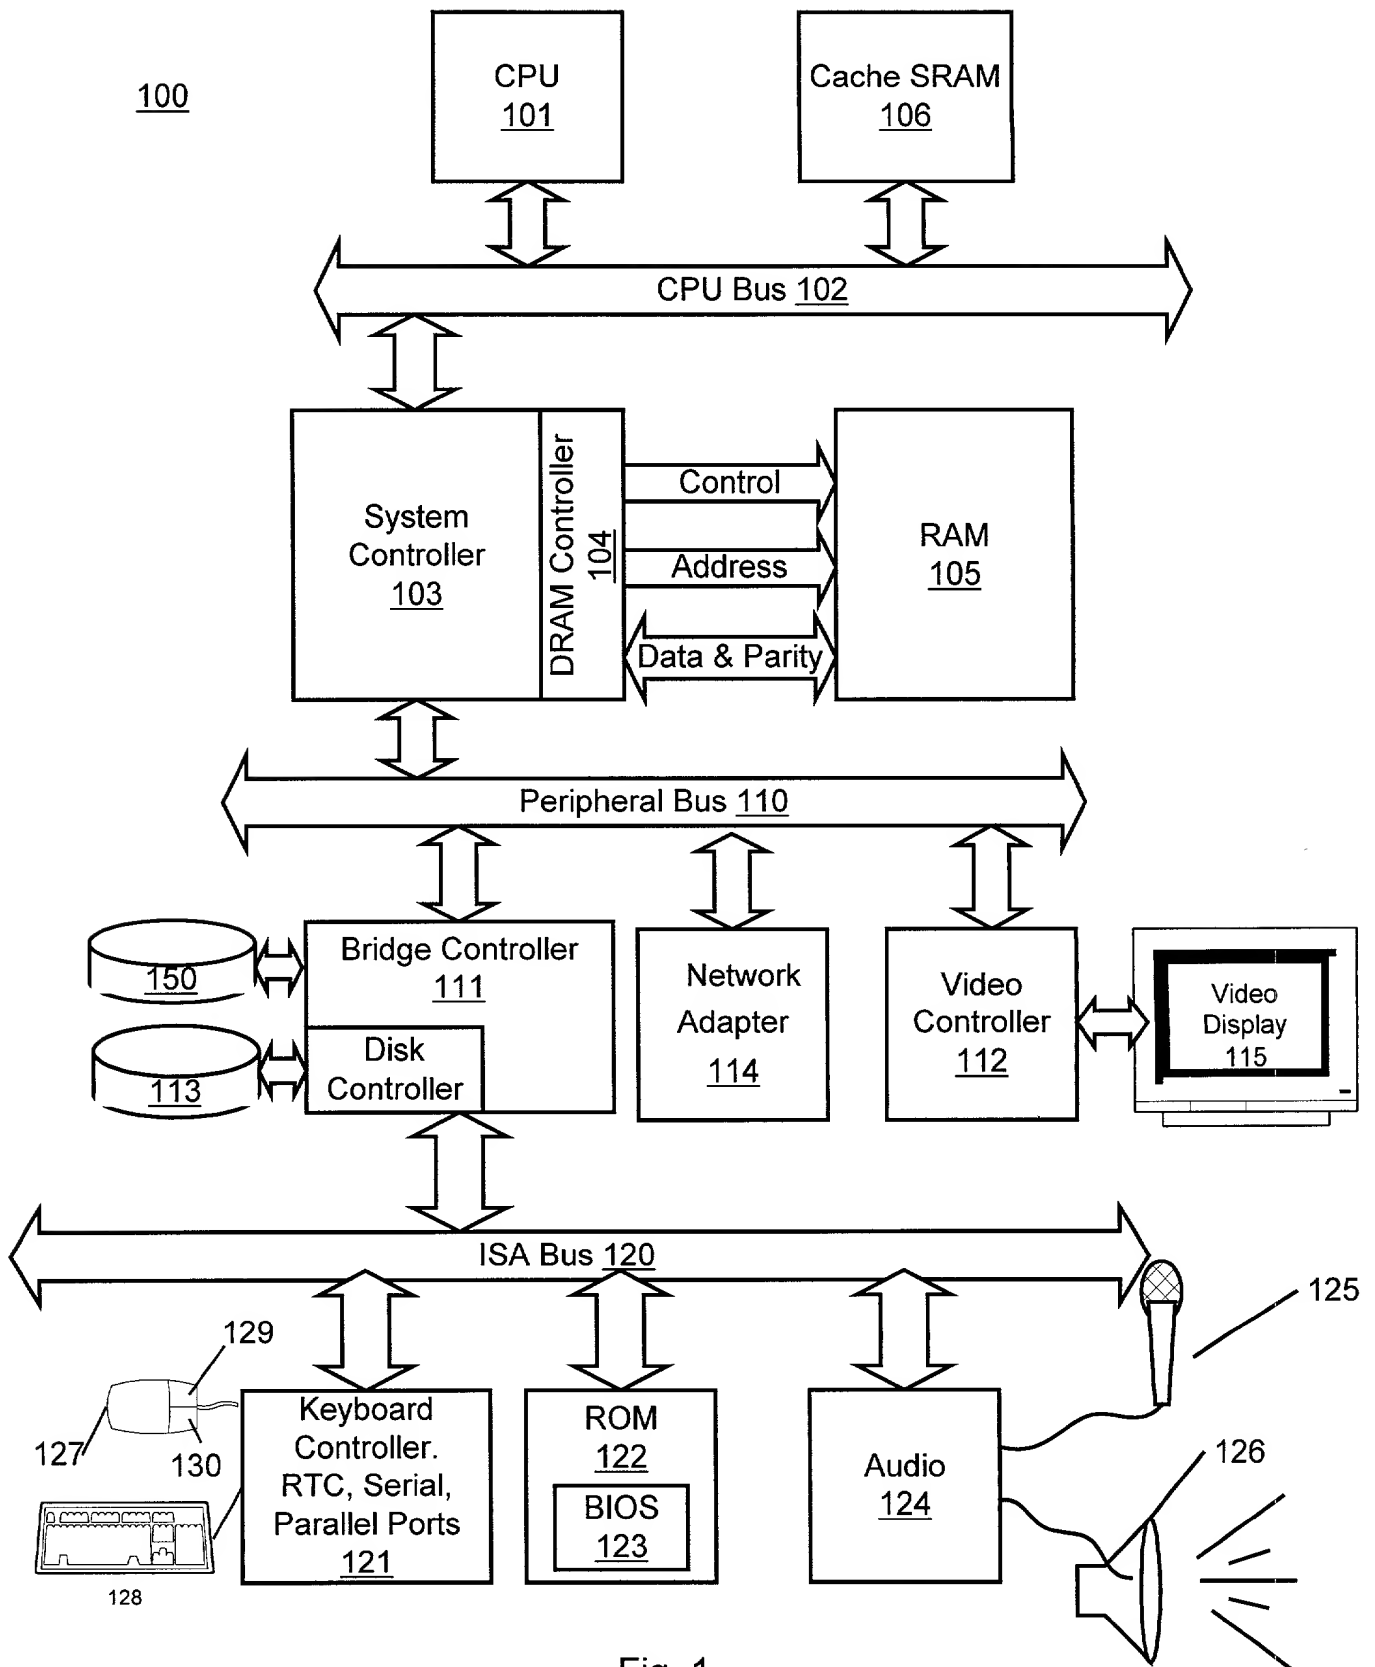 100
CPU
101
Cache SRAM
106
CPU Bus 102
System
Controller
103
DRAM Controller
104
Control
Address
Data & Parity
RAM
105
Peripheral Bus 110
150
113
Bridge Controller
111
Disk
Controller
Network
Adapter
114
Video
Controller
112
Video
Display
115
ISA Bus 120
125
129
127
130
128
Keyboard
Controller.
RTC, Serial,
Parallel Ports
121
ROM
122
BIOS
123
Audio
124
126
Fig. 1